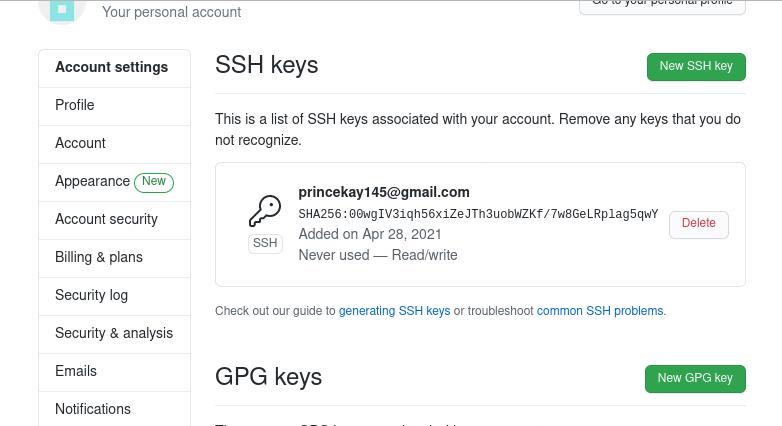 Your personal account
Go to your personal profile
Account settings
Profile
Account
Appearance New
Account security
Billing & plans
Security log
Security & analysis
Emails
Notifications
SSH keys
New SSH key
This is a list of SSH keys associated with your account. Remove any keys that you do
not recognize.
princekay145@gmail.com
SHA256:00wgIV3iqh56xiZeJTh3uobWZKf/7w8GeLRplag5qwY
Added on Apr 28, 2021
Never used — Read/write
SSH
Delete
Check out our guide to generating SSH keys or troubleshoot common SSH problems.
GPG keys
New GPG key